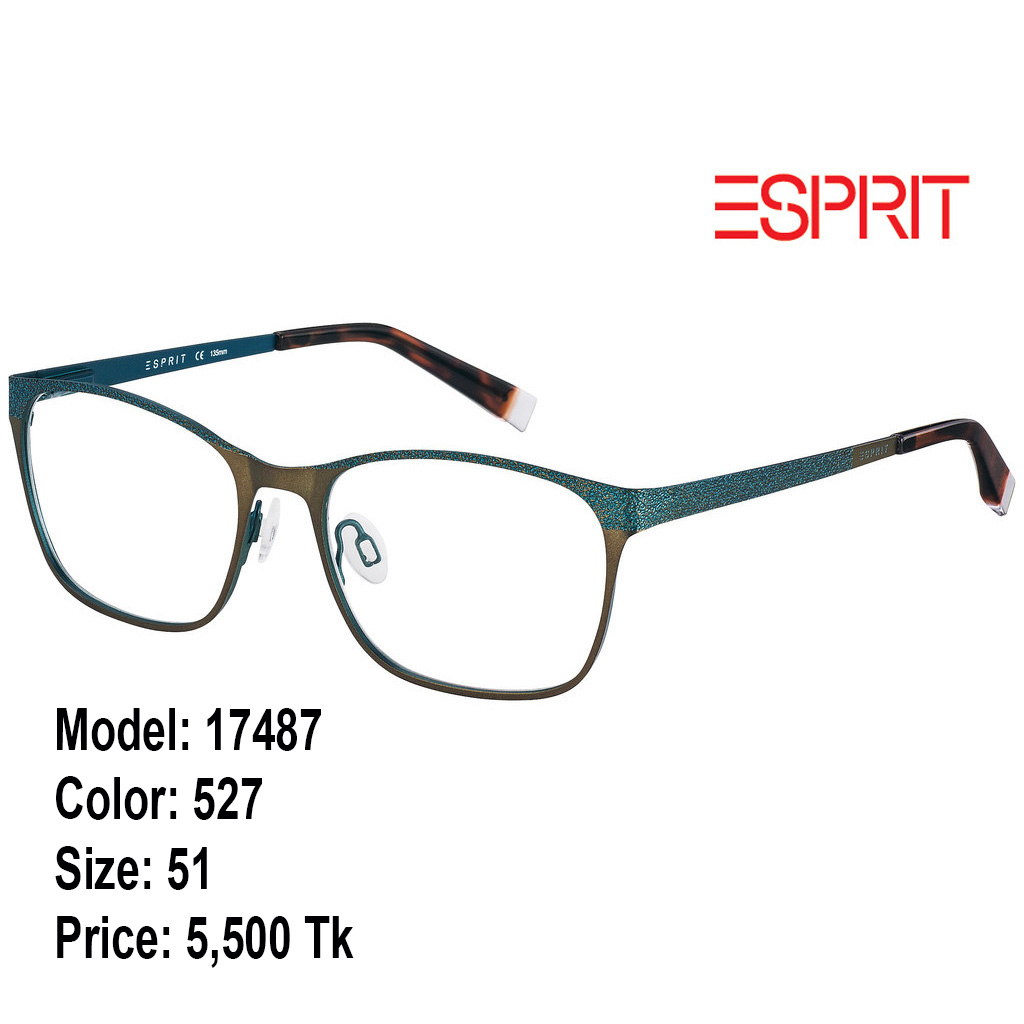 ESPRIT
ESPRIT CE 135mm
ESPRIT
Model: 17487
Color: 527
Size: 51
Price: 5,500 Tk